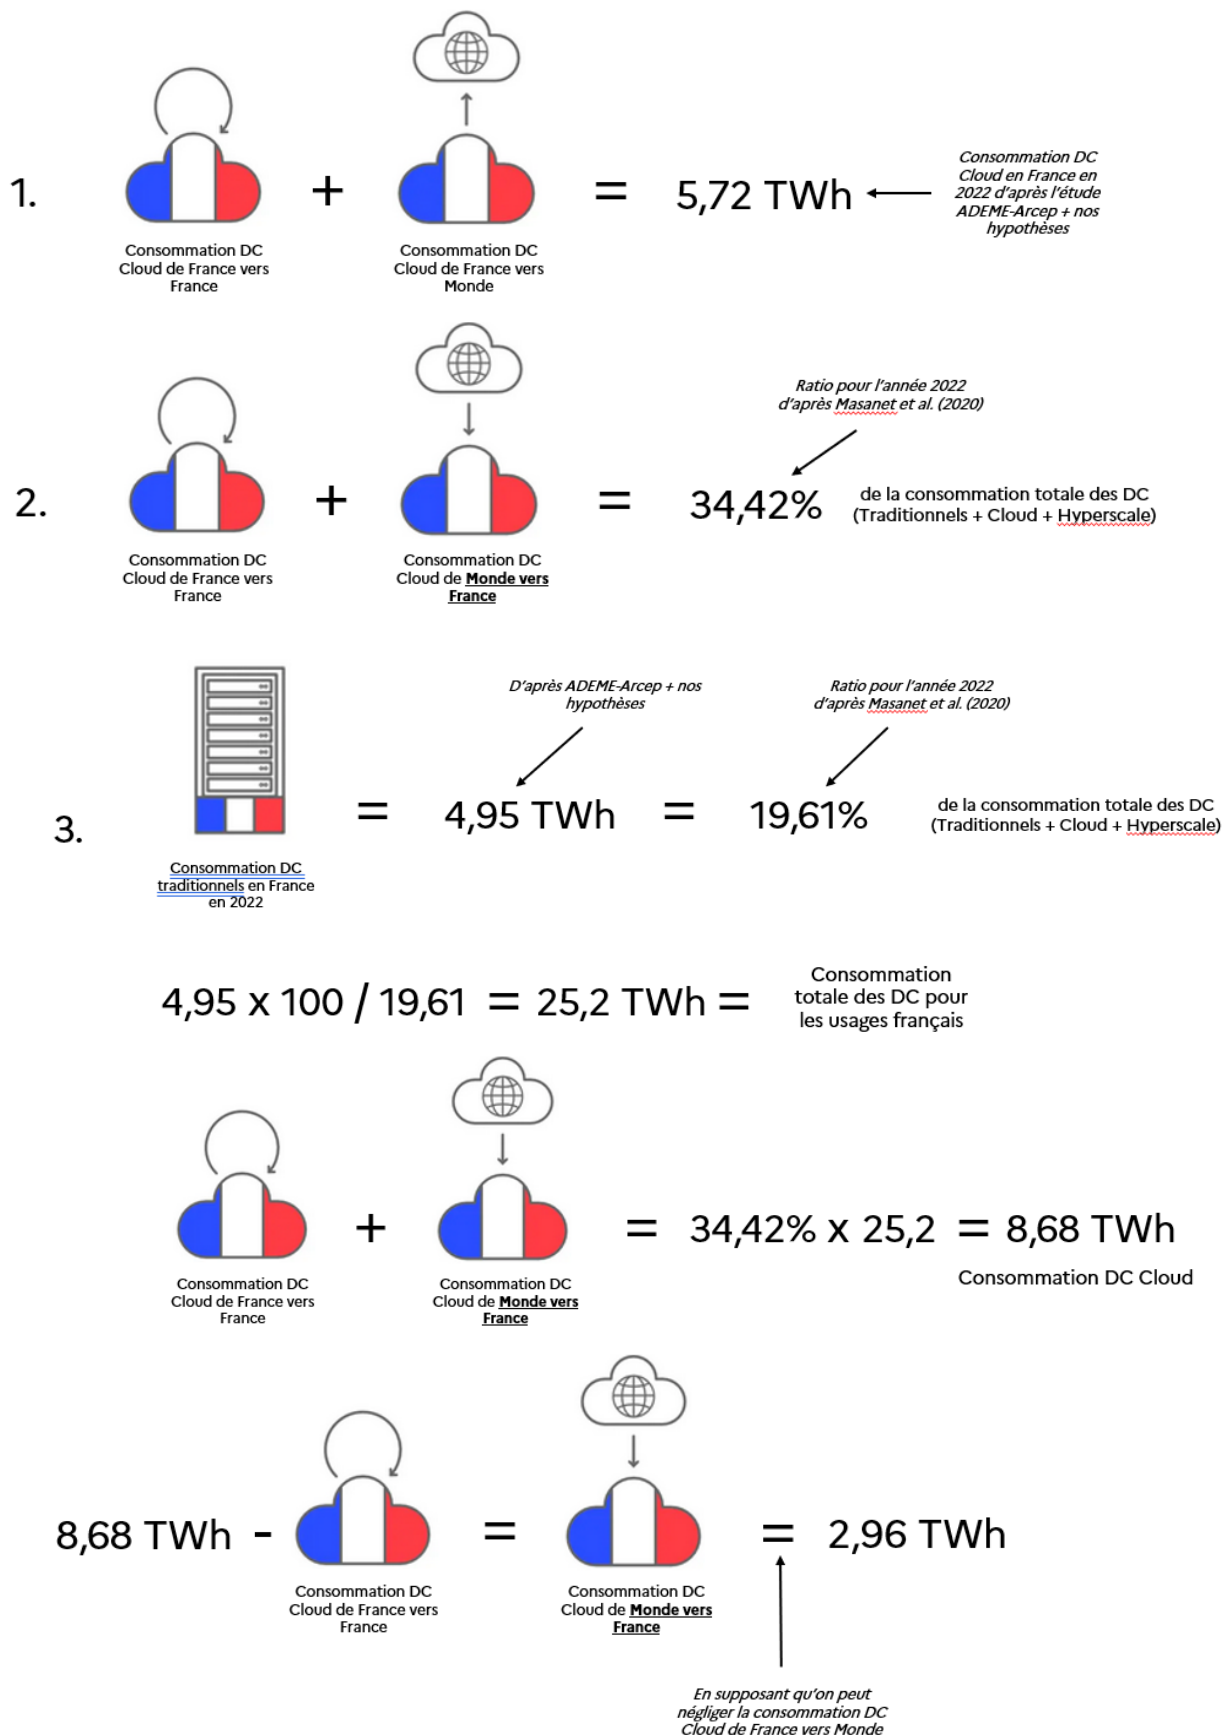 1.
+
=
5,72 TWh
Consommation DC
Cloud en France en
2022 d'après l'étude
ADEME-Arcep + nos
hypothèses
Consommation DC
Cloud de France vers
France
Consommation DC
Cloud de France vers
Monde
2.
+
=
34,42%
Ratio pour l'année 2022
d'après Masanet et al. (2020)
de la consommation totale des DC
(Traditionnels + Cloud + Hyperscale)
Consommation DC
Cloud de France vers
France
Consommation DC
Cloud de Monde vers
France
3.
D'après ADEME-Arcep + nos
hypothèses
Ratio pour l'année 2022
d'après Masanet et al. (2020)
= 4,95 TWh = 19,61%
de la consommation totale des DC
(Traditionnels + Cloud + Hyperscale)
Consommation DC
traditionnels en France
en 2022
4,95 x 100 / 19,61 = 25,2 TWh =
Consommation
totale des DC pour
les usages français
+
= 34,42% x 25,2 = 8,68 TWh
Consommation DC Cloud
Consommation DC
Cloud de France vers
France
Consommation DC
Cloud de Monde vers
France
8,68 TWh -
=
= 2,96 TWh
Consommation DC
Cloud de France vers
France
Consommation DC
Cloud de Monde vers
France
En supposant qu'on peut
négliger la consommation DC
Cloud de France vers Monde